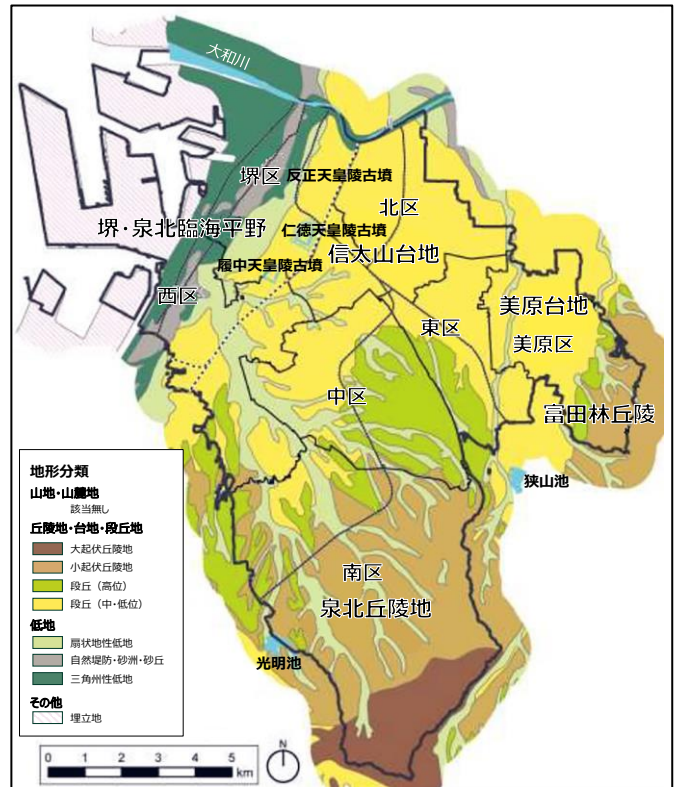 大和川
堺区
反正天皇陵古墳
北区
堺・泉北臨海平野
仁徳天皇陵古墳
信太山台地
履中天皇陵古墳
西区
美原台地
東区
美原区
中区
富田林丘陵
狭山池
南区
泉北丘陵地
光明池
地形分類
山地・山麓地
該当無し
丘陵地・台地・段丘地
大起伏丘陵地
小起伏丘陵地
段丘（高位）
段丘（中・低位）
低地
扇状地性低地
自然堤防・砂洲・砂丘
三角州性低地
その他
埋立地
0 1 2 3 4 5
km
N